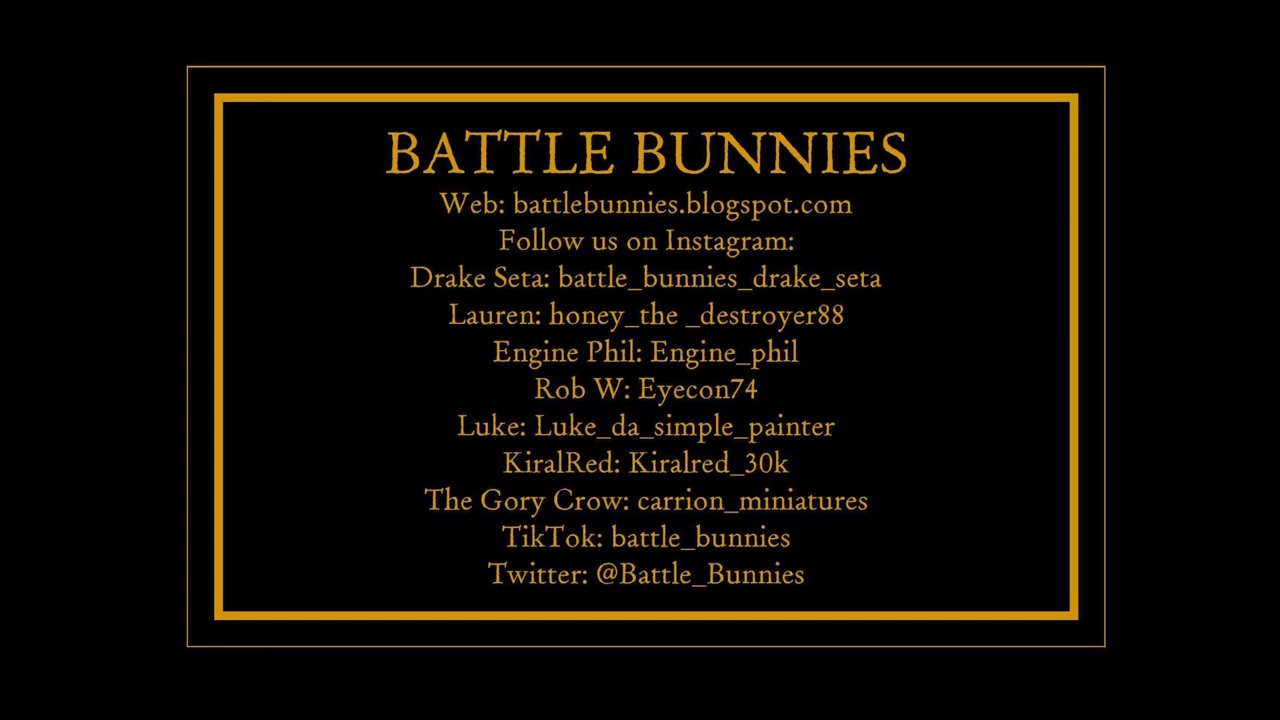 BATTLE BUNNIES
Web: battlebunnies.blogspot.com
Follow us on Instagram:
Drake Seta: battle_bunnies_drake_seta
Lauren: honey_the _destroyer88
Engine Phil: Engine_phil
Rob W: Eyecon74
Luke: Luke_da_simple_painter
KiralRed: Kiralred_30k
The Gory Crow: carrion_miniatures
TikTok: battle_bunnies
Twitter: @Battle_Bunnies